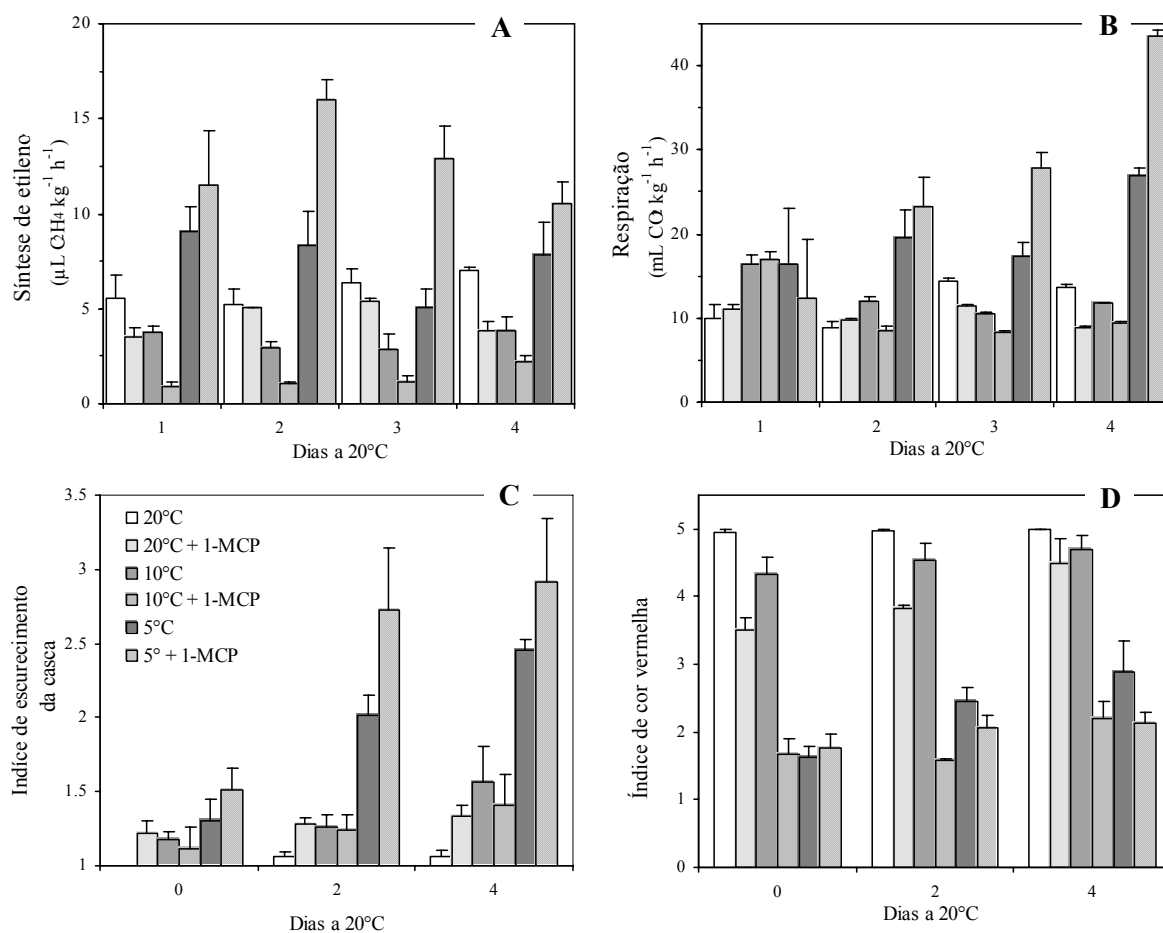 A
20
15
10
5
0
Síntese de etileno
(µL C2H4 kg-1 h-1)
1 2 3 4
Dias a 20°C
B
40
30
20
10
0
Respiração
(mL CO2 kg-1 h-1)
1 2 3 4
Dias a 20°C
C
3.5
3
2.5
2
1.5
1
Indíce de escurecimento
da casca
20°C
20°C + 1-MCP
10°C
10°C + 1-MCP
5°C
5° + 1-MCP
0 2 4
Dias a 20°C
D
5
4
3
2
1
0
Índice de cor vermelha
0 2 4
Dias a 20°C